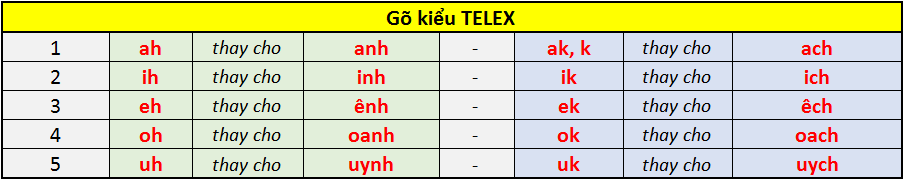 Gõ kiểu TELEX
1 ah thay cho anh - ak, k thay cho ach
2 ih thay cho inh - ik thay cho ich
3 eh thay cho ênh - ek thay cho êch
4 oh thay cho oanh - ok thay cho oach
5 uh thay cho uynh - uk thay cho uych